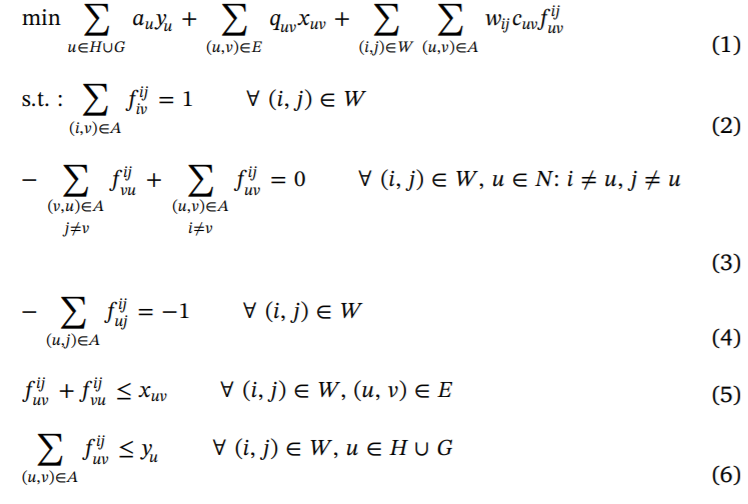 min ∑_{u∈H∪G} a_u y_u + ∑_{(u,v)∈E} q_{uv} x_{uv} + ∑_{(i,j)∈W} ∑_{(u,v)∈A} w_{ij} c_{uv} f_{uv}^{ij} (1)
s.t. : ∑_{(i,v)∈A} f_{iv}^{ij} = 1 ∀ (i, j) ∈ W (2)
− ∑_{(v,u)∈A, j≠v} f_{vu}^{ij} + ∑_{(u,v)∈A, i≠v} f_{uv}^{ij} = 0 ∀ (i, j) ∈ W, u ∈ N: i ≠ u, j ≠ u
(3)
− ∑_{(u,j)∈A} f_{uj}^{ij} = −1 ∀ (i, j) ∈ W (4)
f_{uv}^{ij} + f_{vu}^{ij} ≤ x_{uv} ∀ (i, j) ∈ W, (u, v) ∈ E (5)
∑_{(u,v)∈A} f_{uv}^{ij} ≤ y_u ∀ (i, j) ∈ W, u ∈ H ∪ G (6)